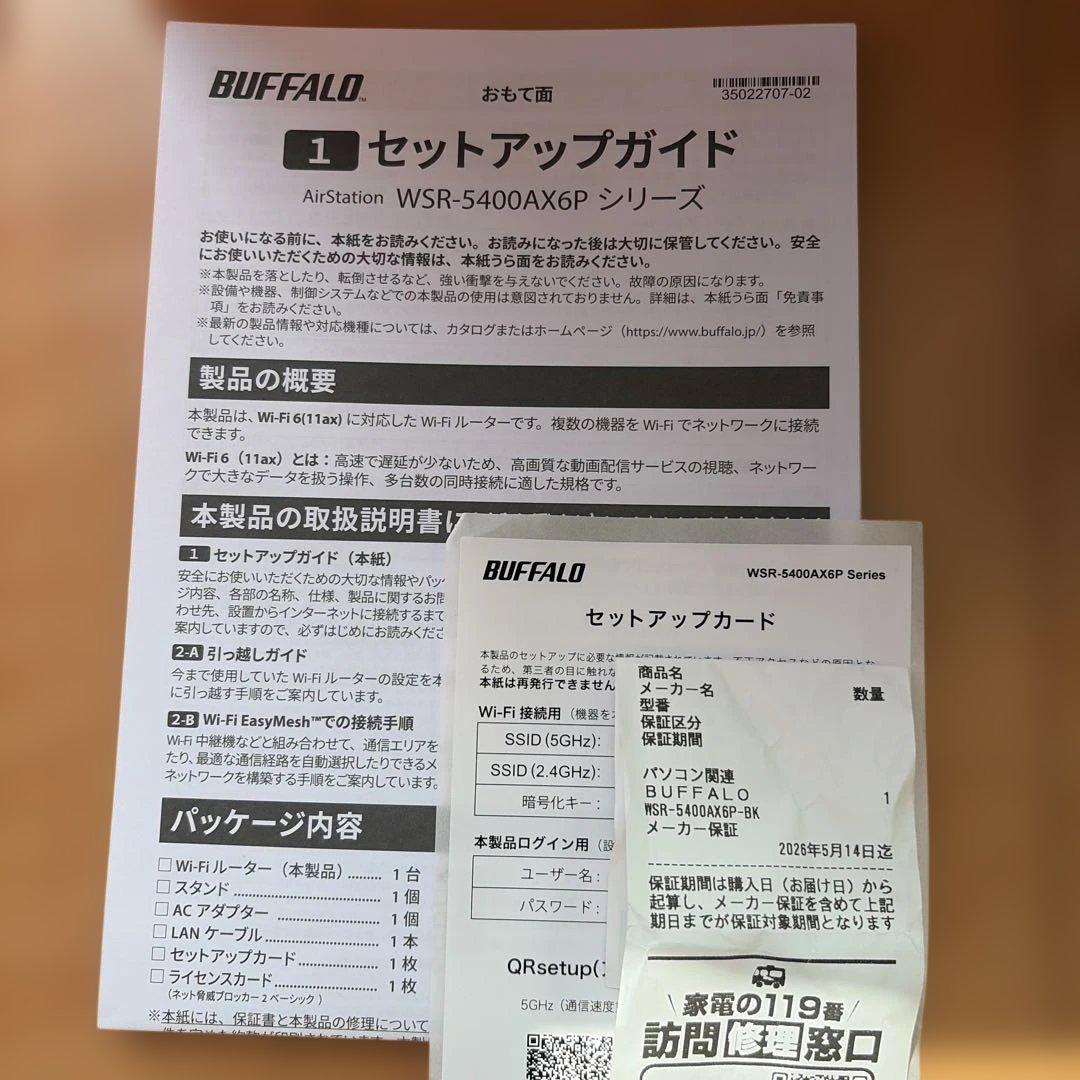 BUFFALO™
おもて面
35022707-02
1 セットアップガイド
AirStation WSR-5400AX6P シリーズ
お使いになる前に、本紙をお読みください。お読みになった後は大切に保管してください。安全
にお使いいただくための大切な情報は、本紙うら面をお読みください。
※本製品を落としたり、転倒させるなど、強い衝撃を与えないでください。故障の原因になります。
※設備や機器、制御システムなどでの本製品の使用は意図されておりません。詳細は、本紙うら面「免責事
項」をお読みください。
※最新の製品情報や対応機種については、カタログまたはホームページ（https://www.buffalo.jp/）を参照
してください。
製品の概要
本製品は、Wi-Fi 6(11ax) に対応した Wi-Fi ルーターです。複数の機器を Wi-Fi でネットワークに接続
できます。
Wi-Fi 6（11ax）とは：高速で遅延が少ないため、高画質な動画配信サービスの視聴、ネットワー
クで大きなデータを扱う操作、多台数の同時接続に適した規格です。
本製品の取扱説明書に
1 セットアップガイド（本紙）
安全にお使いいただくための大切な情報やパッケ
ージ内容、各部の名称、仕様、製品に関するお問
わせ先、設置からインターネットに接続するまで
案内していますので、必ずはじめにお読みくださ
2-A 引っ越しガイド
今まで使用していた Wi-Fi ルーターの設定を本
に引っ越す手順をご案内しています。
2-B Wi-Fi EasyMesh™での接続手順
Wi-Fi 中継機などと組み合わせて、通信エリアを
たり、最適な通信経路を自動選択したりできるメ
ネットワークを構築する手順をご案内しています。
パッケージ内容
□ Wi-Fi ルーター（本製品）......... 1 台
□ スタンド............................. 1 個
□ AC アダプター ..................... 1 個
□ LAN ケーブル....................... 1 本
□ セットアップカード................ 1 枚
□ ライセンスカード................... 1 枚
（ネット脅威ブロッカー 2 ベーシック）
※本紙には、保証書と本製品の修理について
BUFFALO
WSR-5400AX6P Series
セットアップカード
本製品のセットアップに必要な情報が記載されています。不正アクセスなどの原因とな
るため、第三者の目に触れな
本紙は再発行できません
Wi-Fi 接続用（機器を
SSID (5GHz):
SSID (2.4GHz):
暗号化キー：
本製品ログイン用（設
ユーザー名：
パスワード：
QRsetup(
5GHz（通信速度
商品名
メーカー名 数量
型番
保証区分
保証期間
パソコン関連
BUFFALO 1
WSR-5400AX6P-BK
メーカー保証
2026年5月14日迄
保証期間は購入日（お届け日）から
起算し、メーカー保証を含めて上記
期日までが保証対象期間となります
家電の119番
訪問修理窓口